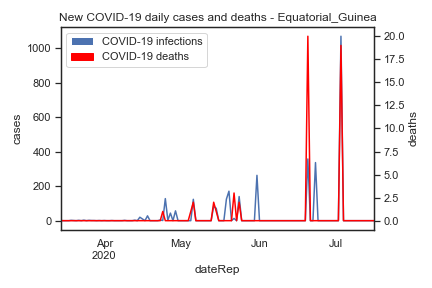 New COVID-19 daily cases and deaths - Equatorial_Guinea
COVID-19 infections
COVID-19 deaths
1000
800
600
400
200
0
cases
20.0
17.5
15.0
12.5
10.0
7.5
5.0
2.5
0.0
deaths
Apr
2020
May
Jun
Jul
dateRep